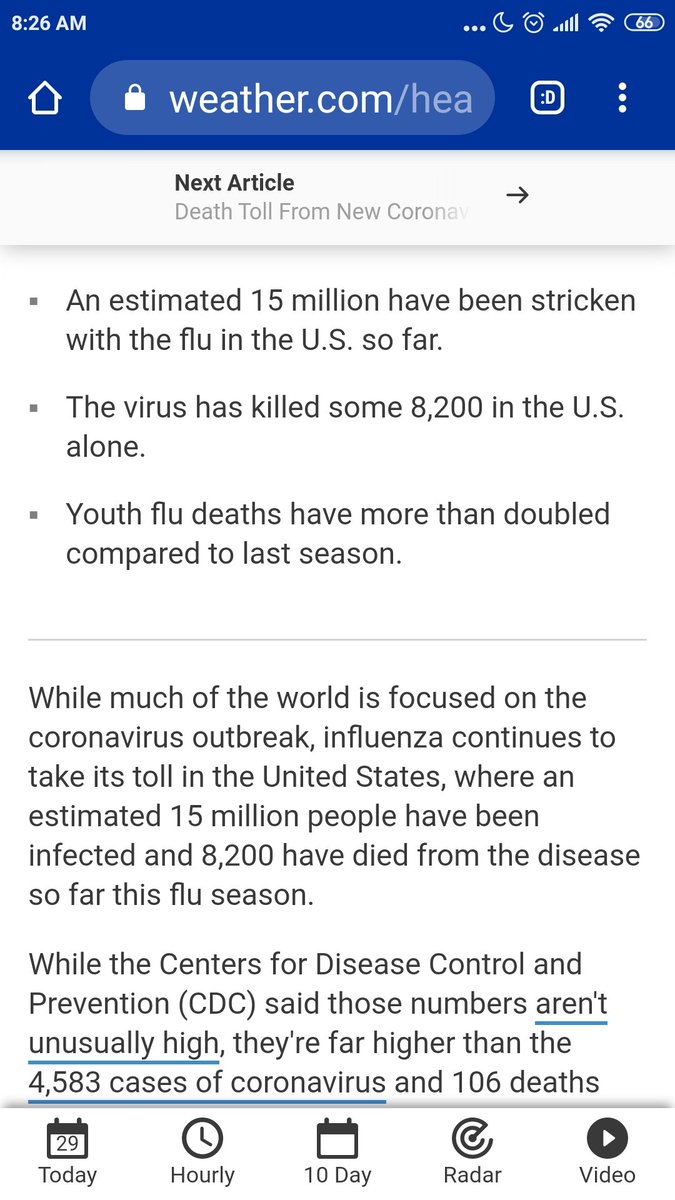 8:26 AM
66
weather.com/hea
:D
Next Article
Death Toll From New Coronav
An estimated 15 million have been stricken
with the flu in the U.S. so far.
The virus has killed some 8,200 in the U.S.
alone.
Youth flu deaths have more than doubled
compared to last season.
While much of the world is focused on the
coronavirus outbreak, influenza continues to
take its toll in the United States, where an
estimated 15 million people have been
infected and 8,200 have died from the disease
so far this flu season.
While the Centers for Disease Control and
Prevention (CDC) said those numbers aren't
unusually high, they're far higher than the
4,583 cases of coronavirus and 106 deaths
29
Today Hourly 10 Day Radar Video